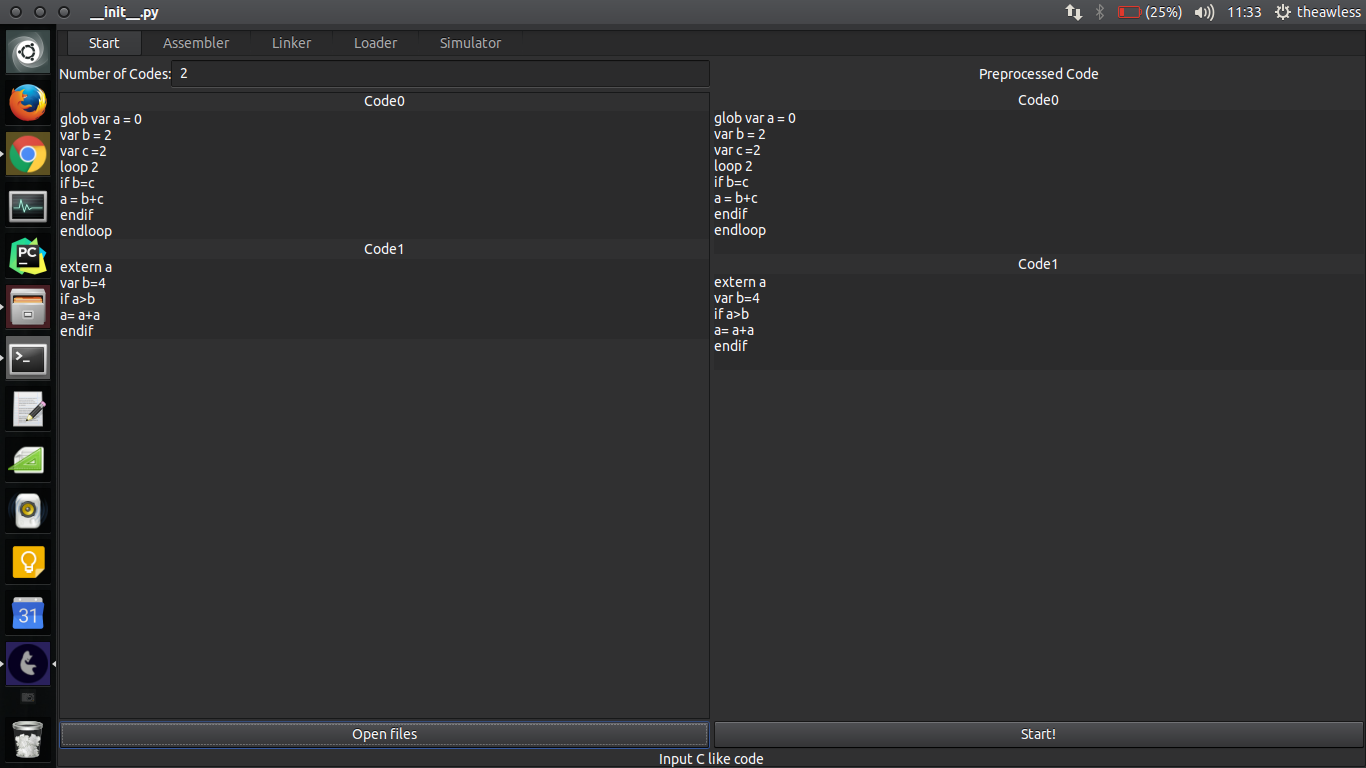 __init__.py
(25%)
11:33
theawless
Start
Assembler
Linker
Loader
Simulator
Number of Codes:
2
Code0
glob var a = 0
var b = 2
var c =2
loop 2
if b=c
a = b+c
endif
endloop
Code1
extern a
var b=4
if a>b
a= a+a
endif
Open files
Preprocessed Code
Code0
glob var a = 0
var b = 2
var c =2
loop 2
if b=c
a = b+c
endif
endloop
Code1
extern a
var b=4
if a>b
a= a+a
endif
Start!
Input C like code
PC
>_
31